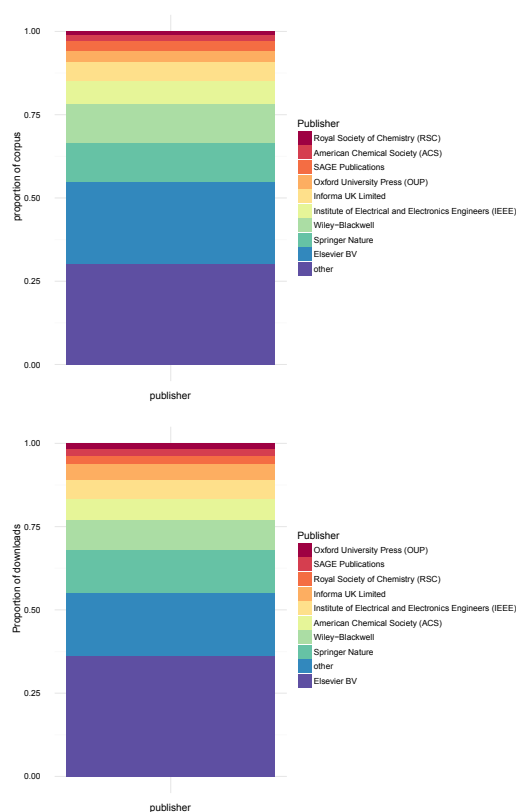 1.00
0.75
0.50
0.25
0.00
proportion of corpus
publisher
Publisher
Royal Society of Chemistry (RSC)
American Chemical Society (ACS)
SAGE Publications
Oxford University Press (OUP)
Informa UK Limited
Institute of Electrical and Electronics Engineers (IEEE)
Wiley−Blackwell
Springer Nature
Elsevier BV
other
1.00
0.75
0.50
0.25
0.00
Proportion of downloads
publisher
Publisher
Oxford University Press (OUP)
SAGE Publications
Royal Society of Chemistry (RSC)
Informa UK Limited
Institute of Electrical and Electronics Engineers (IEEE)
American Chemical Society (ACS)
Wiley−Blackwell
Springer Nature
other
Elsevier BV